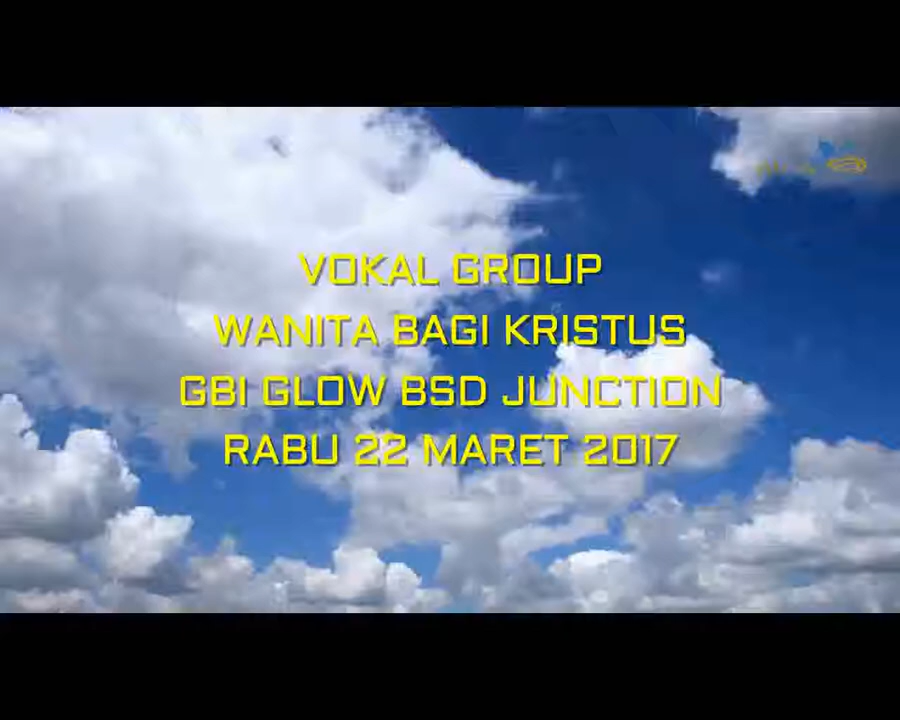 VOKAL GROUP
WANITA BAGI KRISTUS
GBI GLOW BSD JUNCTION
RABU 22 MARET 2017